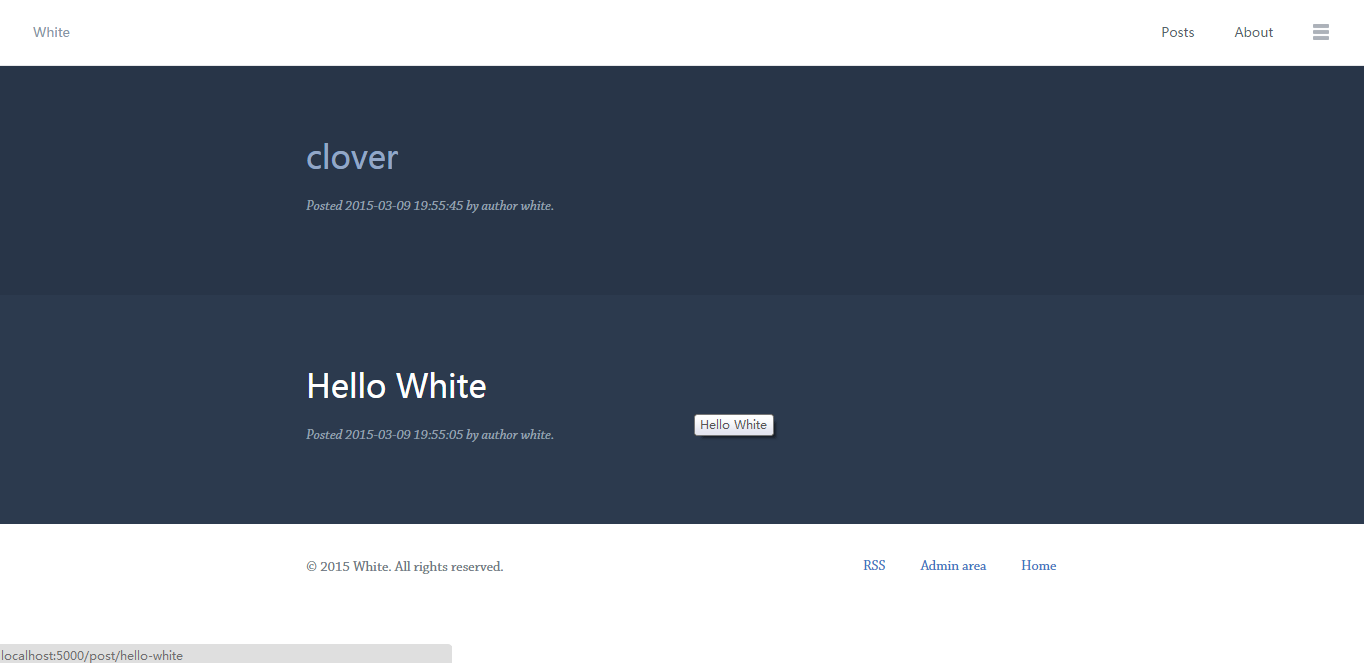 White
Posts About
clover
Posted 2015-03-09 19:55:45 by author white.
Hello White
Hello White
Posted 2015-03-09 19:55:05 by author white.
© 2015 White. All rights reserved.
RSS Admin area Home
localhost:5000/post/hello-white